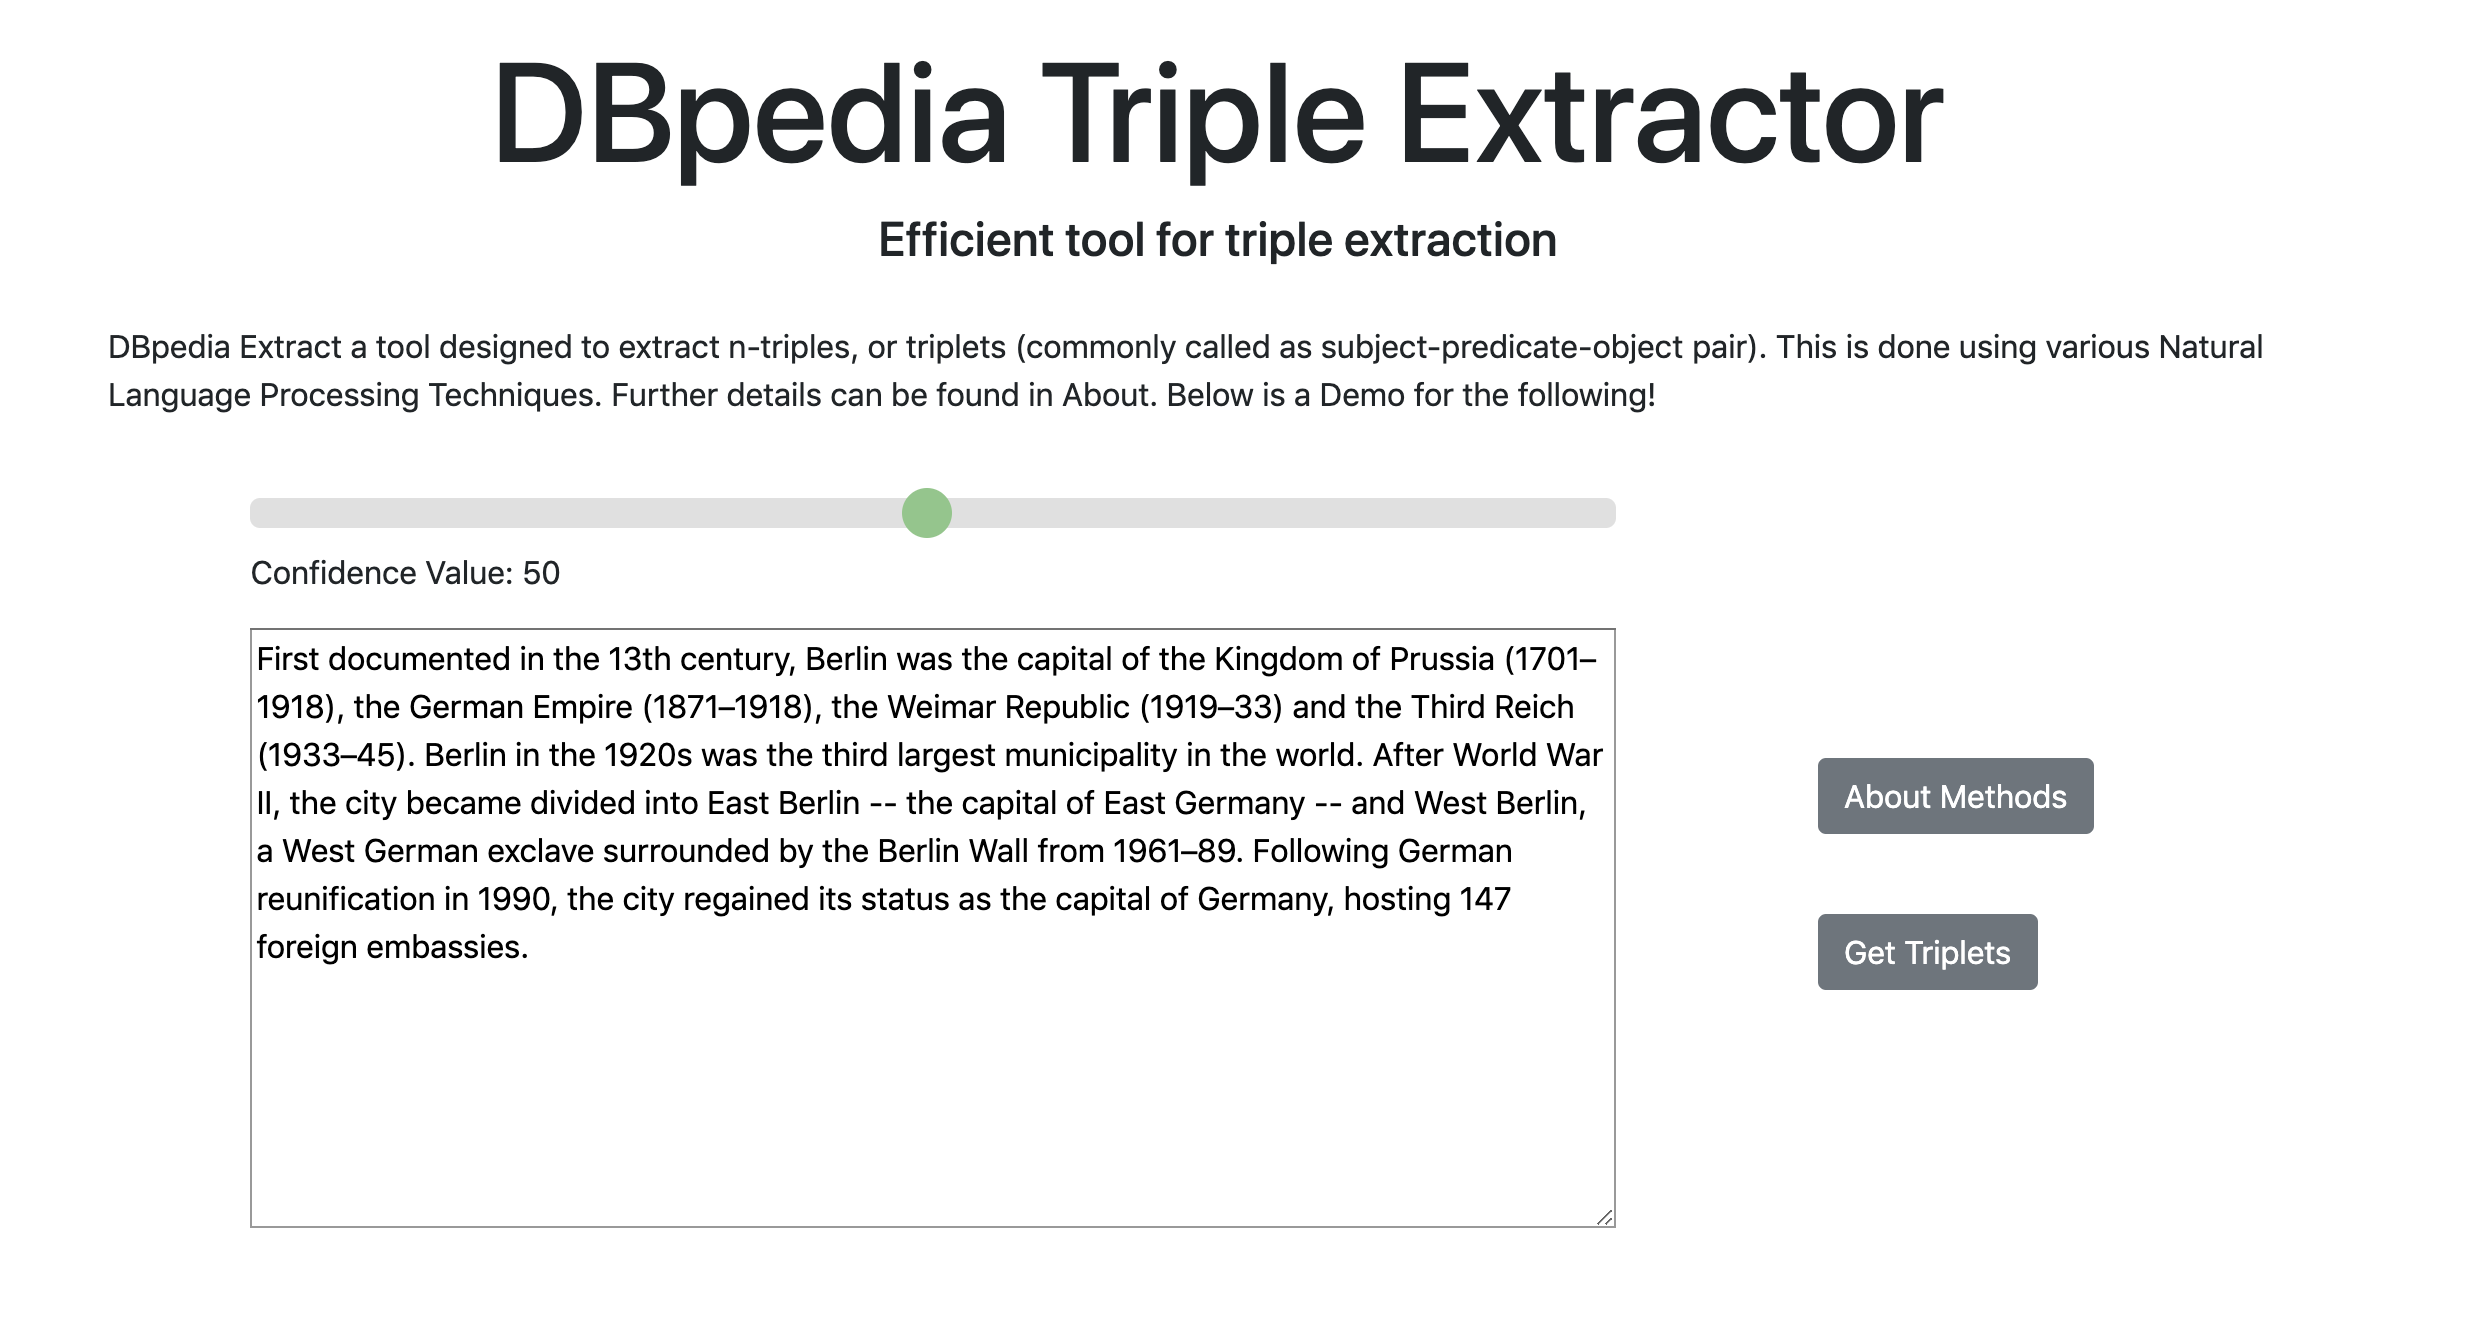 DBpedia Triple Extractor
Efficient tool for triple extraction
DBpedia Extract a tool designed to extract n-triples, or triplets (commonly called as subject-predicate-object pair). This is done using various Natural
Language Processing Techniques. Further details can be found in About. Below is a Demo for the following!
Confidence Value: 50
First documented in the 13th century, Berlin was the capital of the Kingdom of Prussia (1701–
1918), the German Empire (1871–1918), the Weimar Republic (1919–33) and the Third Reich
(1933–45). Berlin in the 1920s was the third largest municipality in the world. After World War
II, the city became divided into East Berlin -- the capital of East Germany -- and West Berlin,
a West German exclave surrounded by the Berlin Wall from 1961–89. Following German
reunification in 1990, the city regained its status as the capital of Germany, hosting 147
foreign embassies.
About Methods
Get Triplets